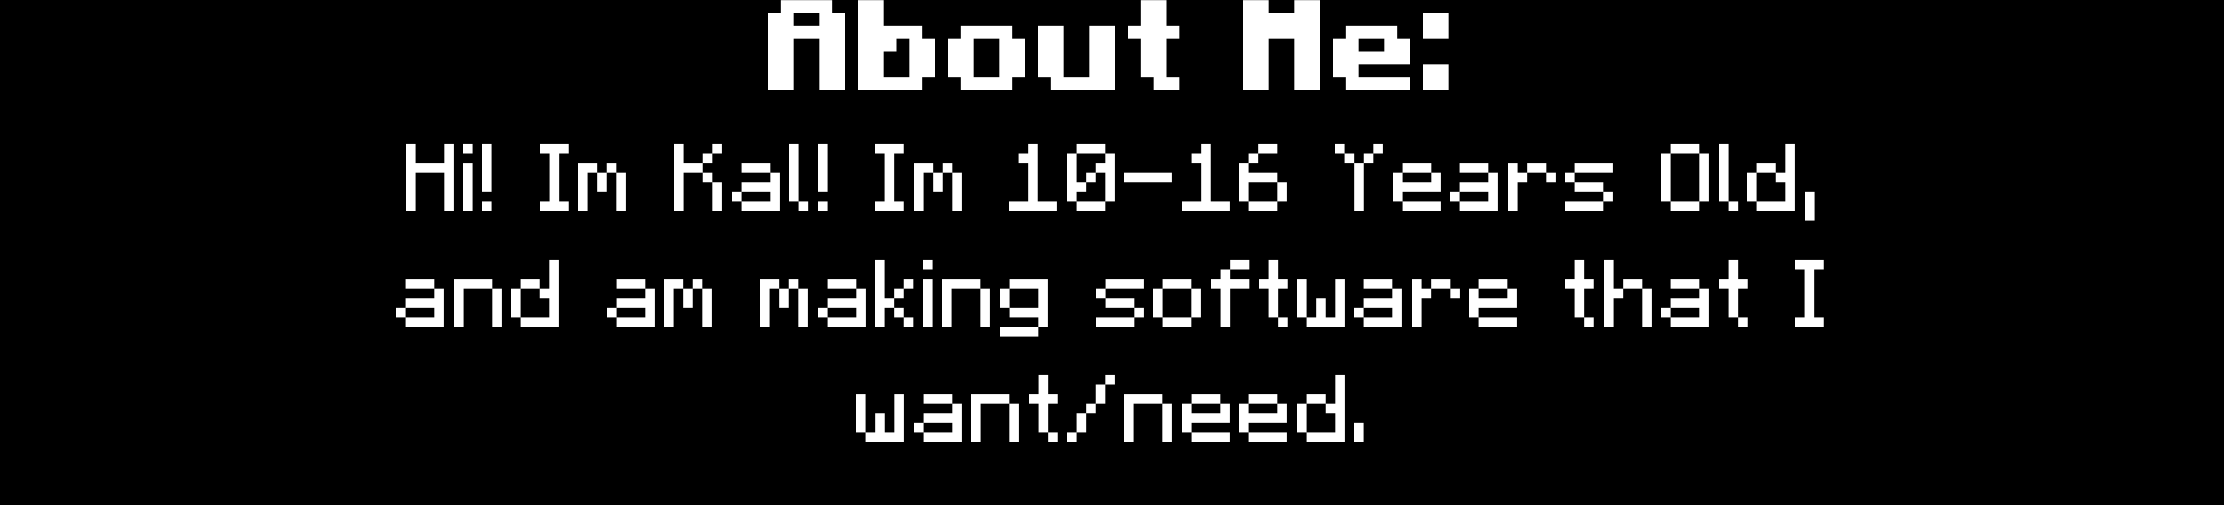 About Me:
Hi! Im Kal! Im 10-16 Years Old,
and am making software that I
want/need.